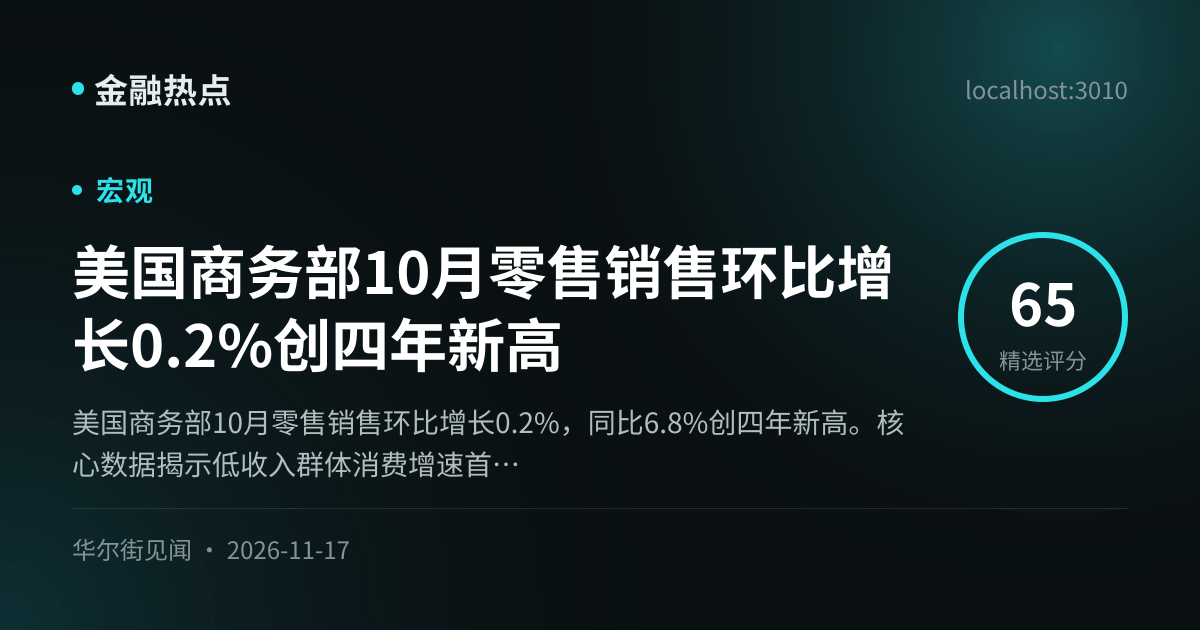 金融热点
localhost:3010
宏观
美国商务部10月零售销售环比增
长0.2%创四年新高
65
精选评分
美国商务部10月零售销售环比增长0.2%，同比6.8%创四年新高。核
心数据揭示低收入群体消费增速首…
华尔街见闻 · 2026-11-17